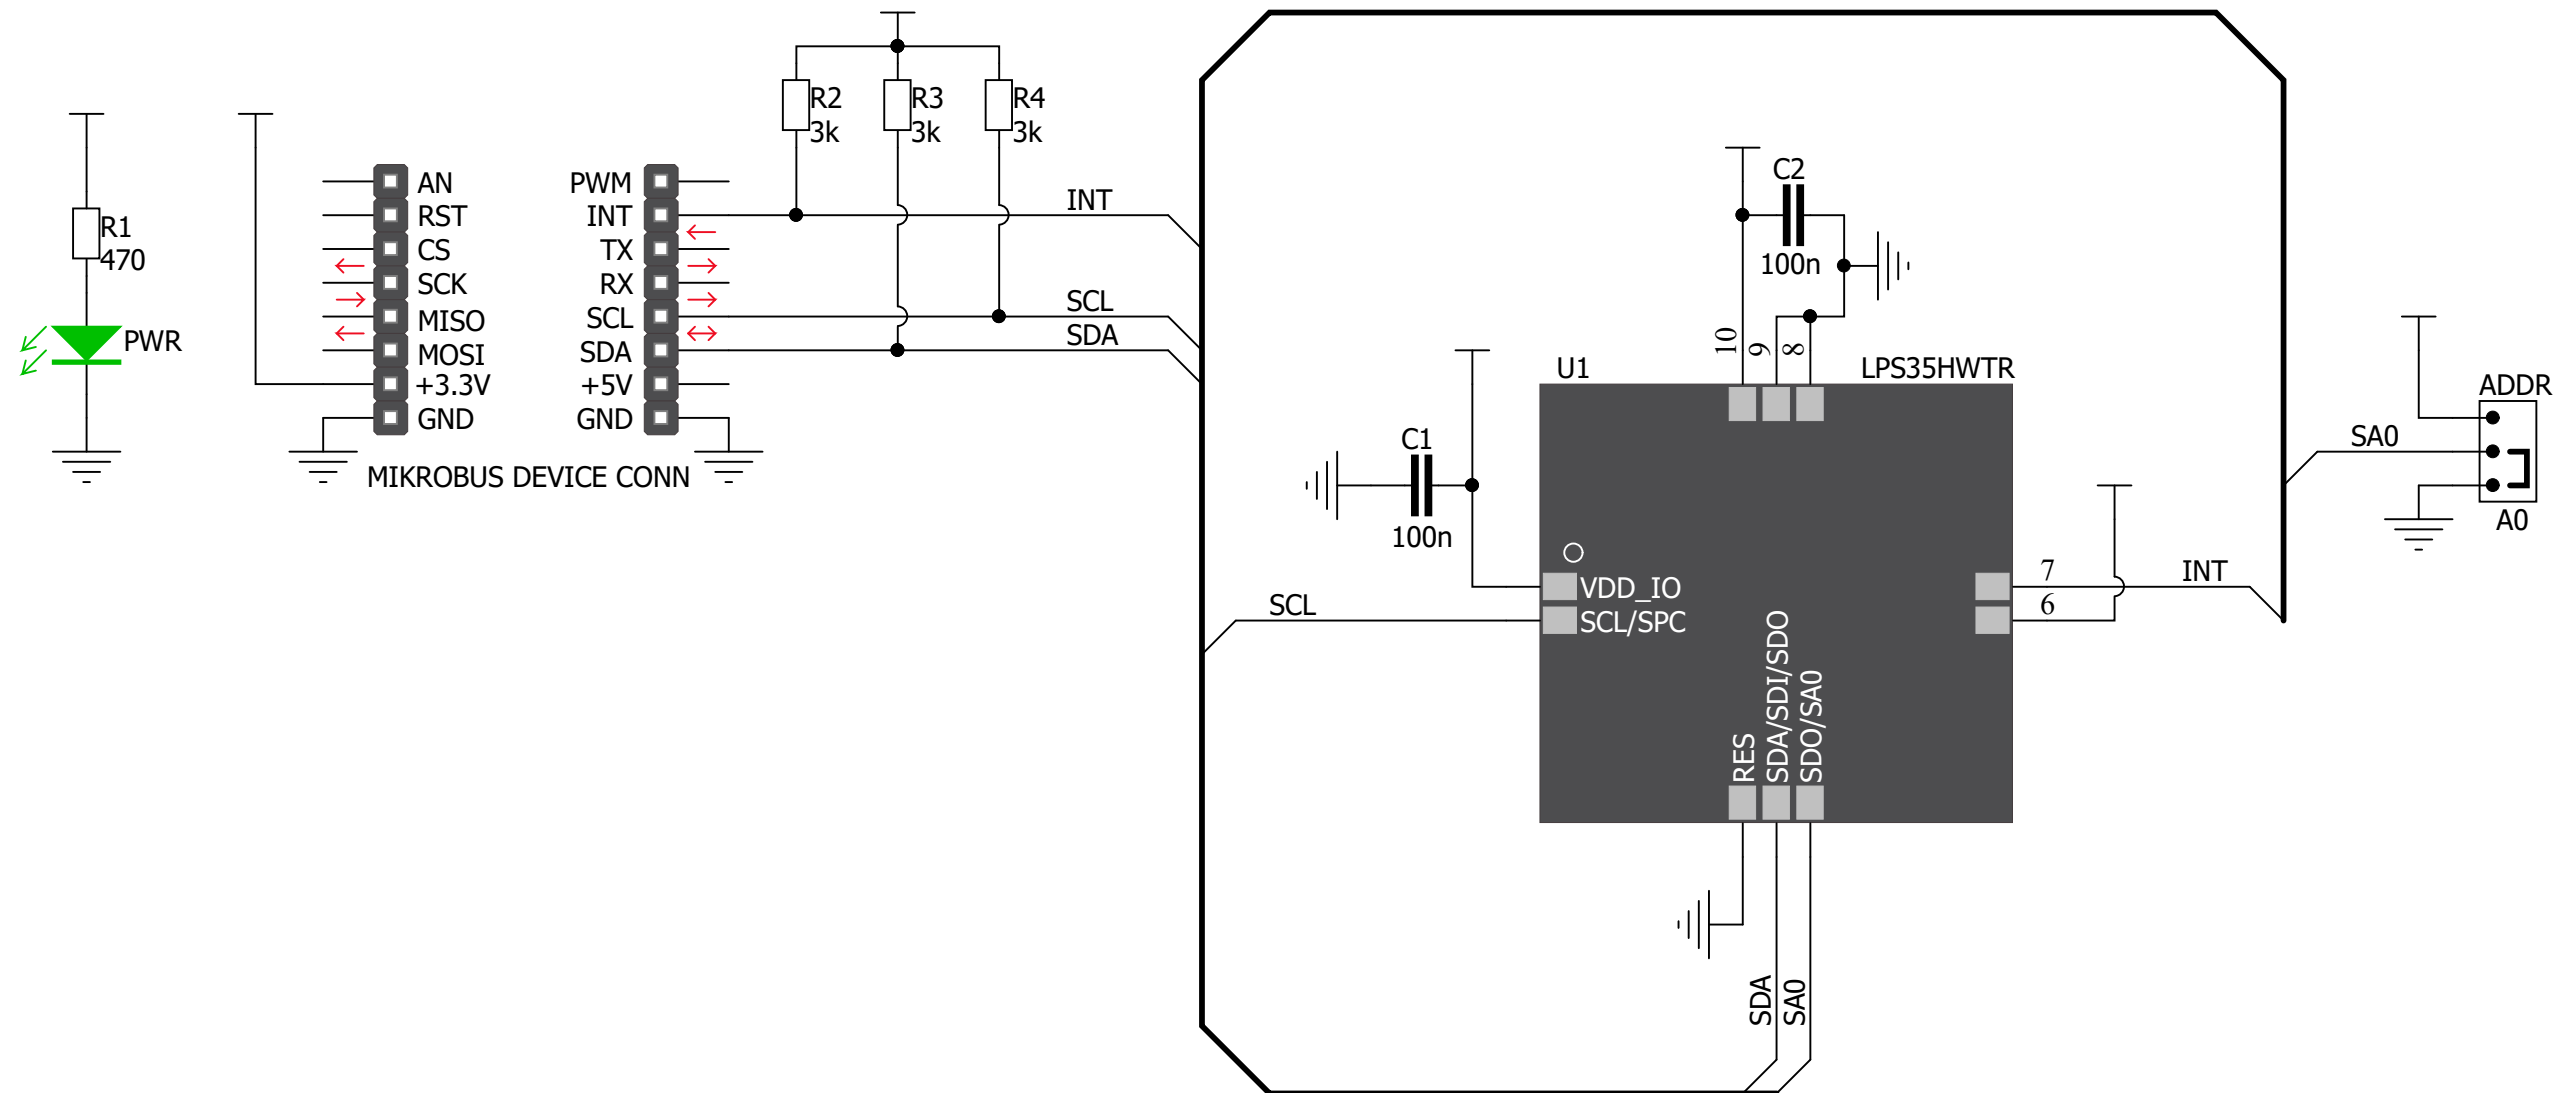 R1
470
PWR
AN
RST
CS
SCK
MISO
MOSI
+3.3V
GND
PWM
INT
TX
RX
SCL
SDA
+5V
GND
MIKROBUS DEVICE CONN
R2
3k
R3
3k
R4
3k
INT
SCL
SDA
C2
100n
10
9
8
U1
LPS35HWTR
C1
100n
VDD_IO
SCL/SPC
SCL
RES
SDA/SDI/SDO
SDO/SA0
7
6
INT
SDA
SA0
SA0
ADDR
A0